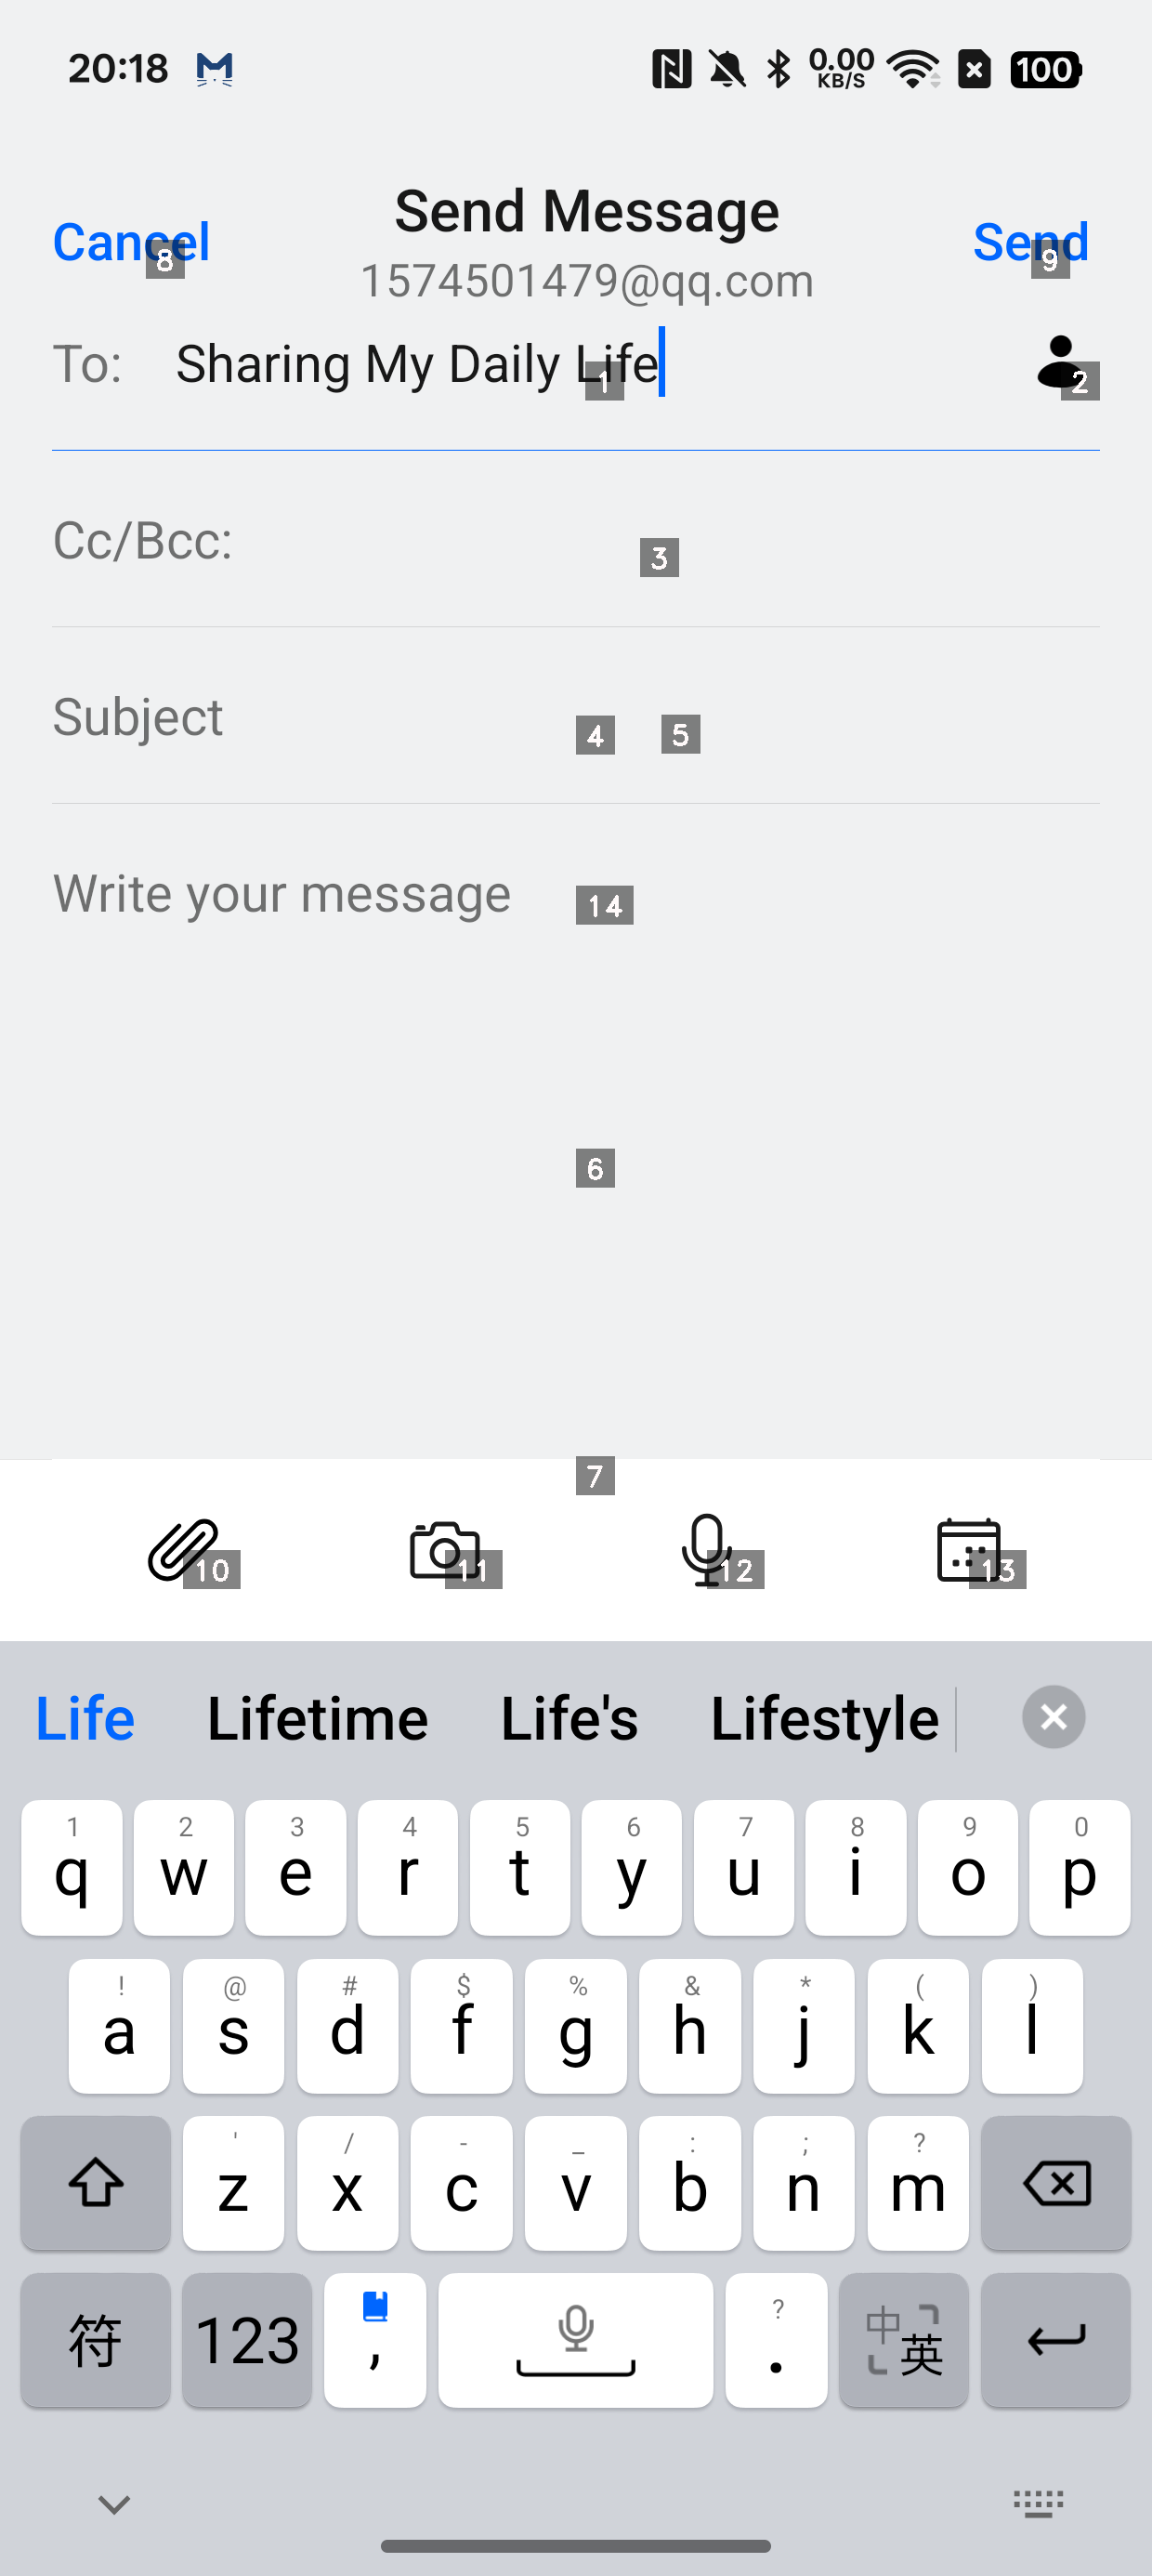 20:18
0.00 KB/S
100
Cancel
Send Message
Send
8
9
1574501479@qq.com
To: Sharing My Daily Life
1
2
Cc/Bcc:
3
Subject
4
5
Write your message
14
6
7
10
11
12
13
Life Lifetime Life's Lifestyle
1 2 3 4 5 6 7 8 9 0
q w e r t y u i o p
! @ # $ % & * ( )
a s d f g h j k l
' / - _ : ; ?
z x c v b n m
符 123 , ? . 中 英